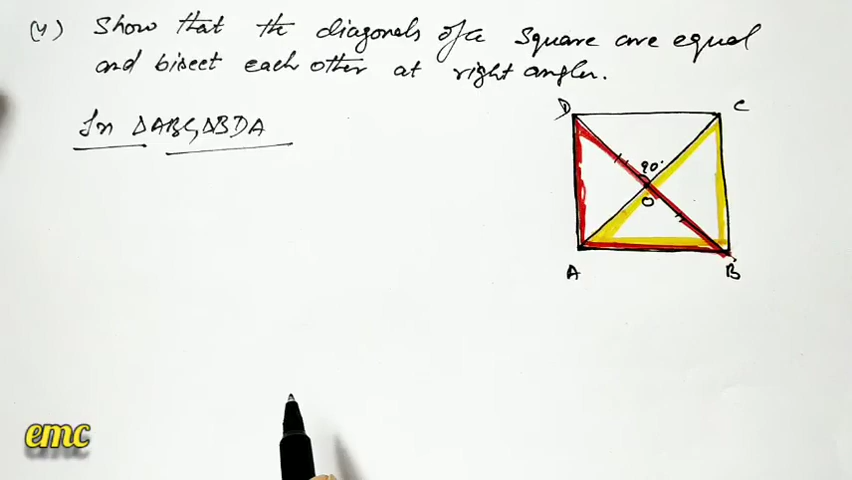 (4) Show that the diagonals of a square are equal
and bisect each other at right angles.
In ΔABC, ΔBDA
D
C
90°
O
A
B
emc